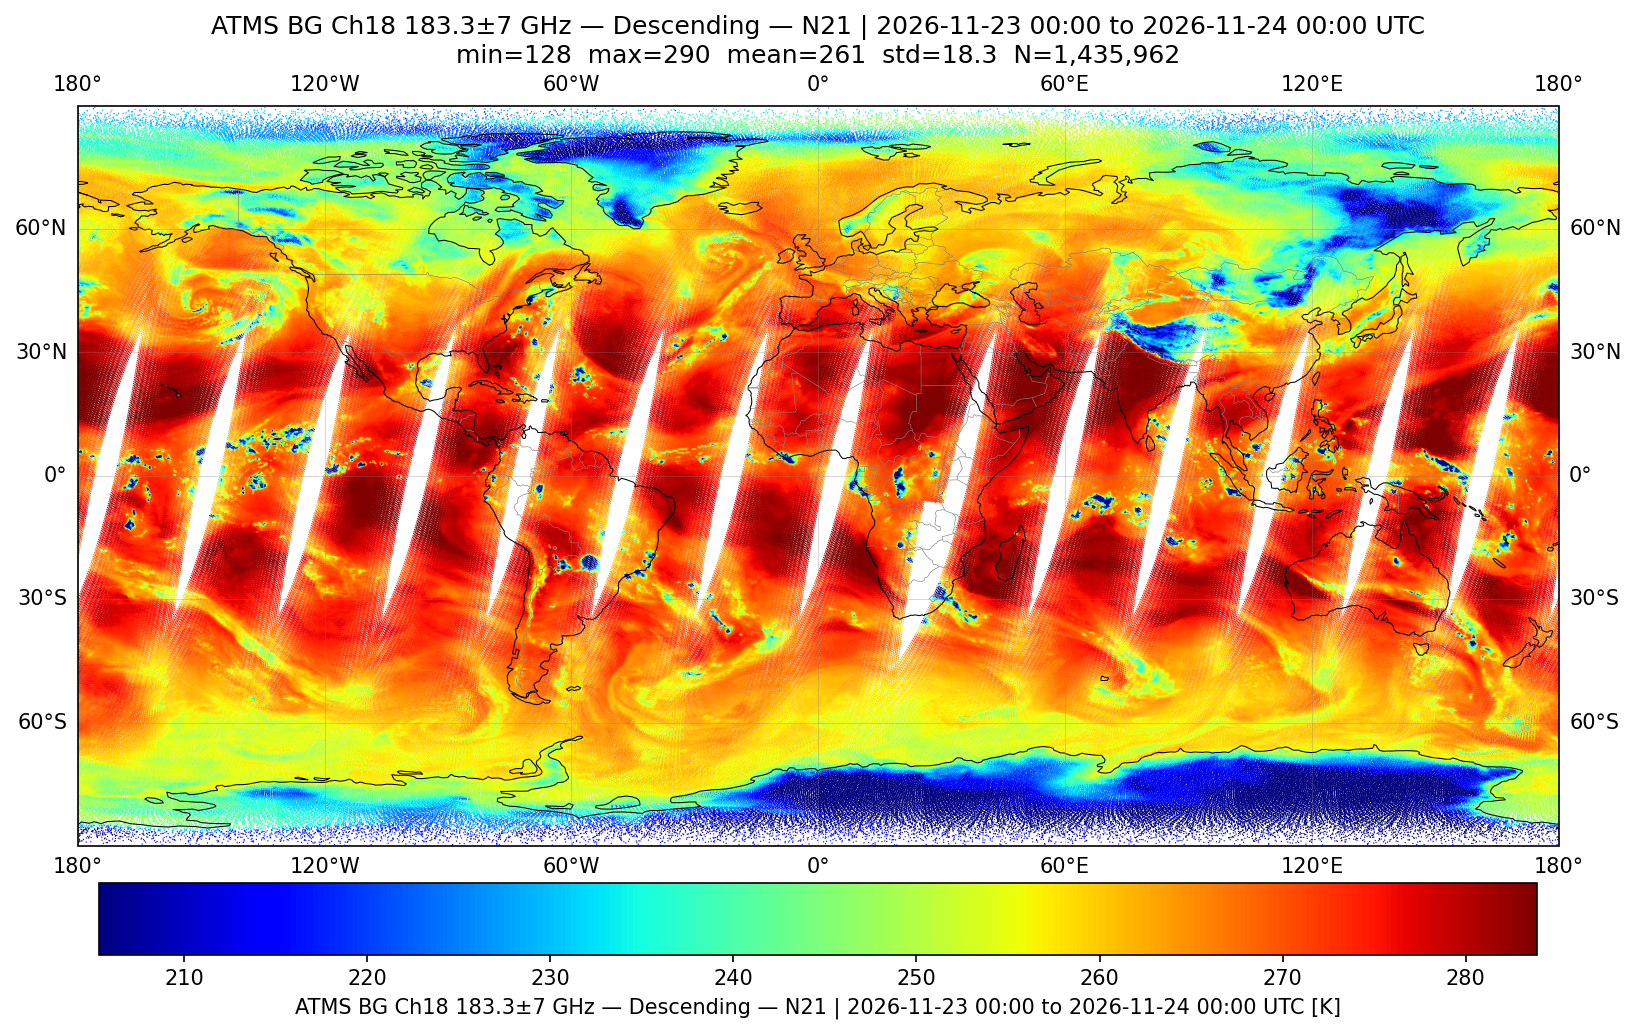 ATMS BG Ch18 183.3±7 GHz — Descending — N21 | 2026-11-23 00:00 to 2026-11-24 00:00 UTC
min=128 max=290 mean=261 std=18.3 N=1,435,962
180° 120°W 60°W 0° 60°E 120°E 180°
60°N 60°N
30°N 30°N
0° 0°
30°S 30°S
60°S 60°S
180° 120°W 60°W 0° 60°E 120°E 180°
210 220 230 240 250 260 270 280
ATMS BG Ch18 183.3±7 GHz — Descending — N21 | 2026-11-23 00:00 to 2026-11-24 00:00 UTC [K]